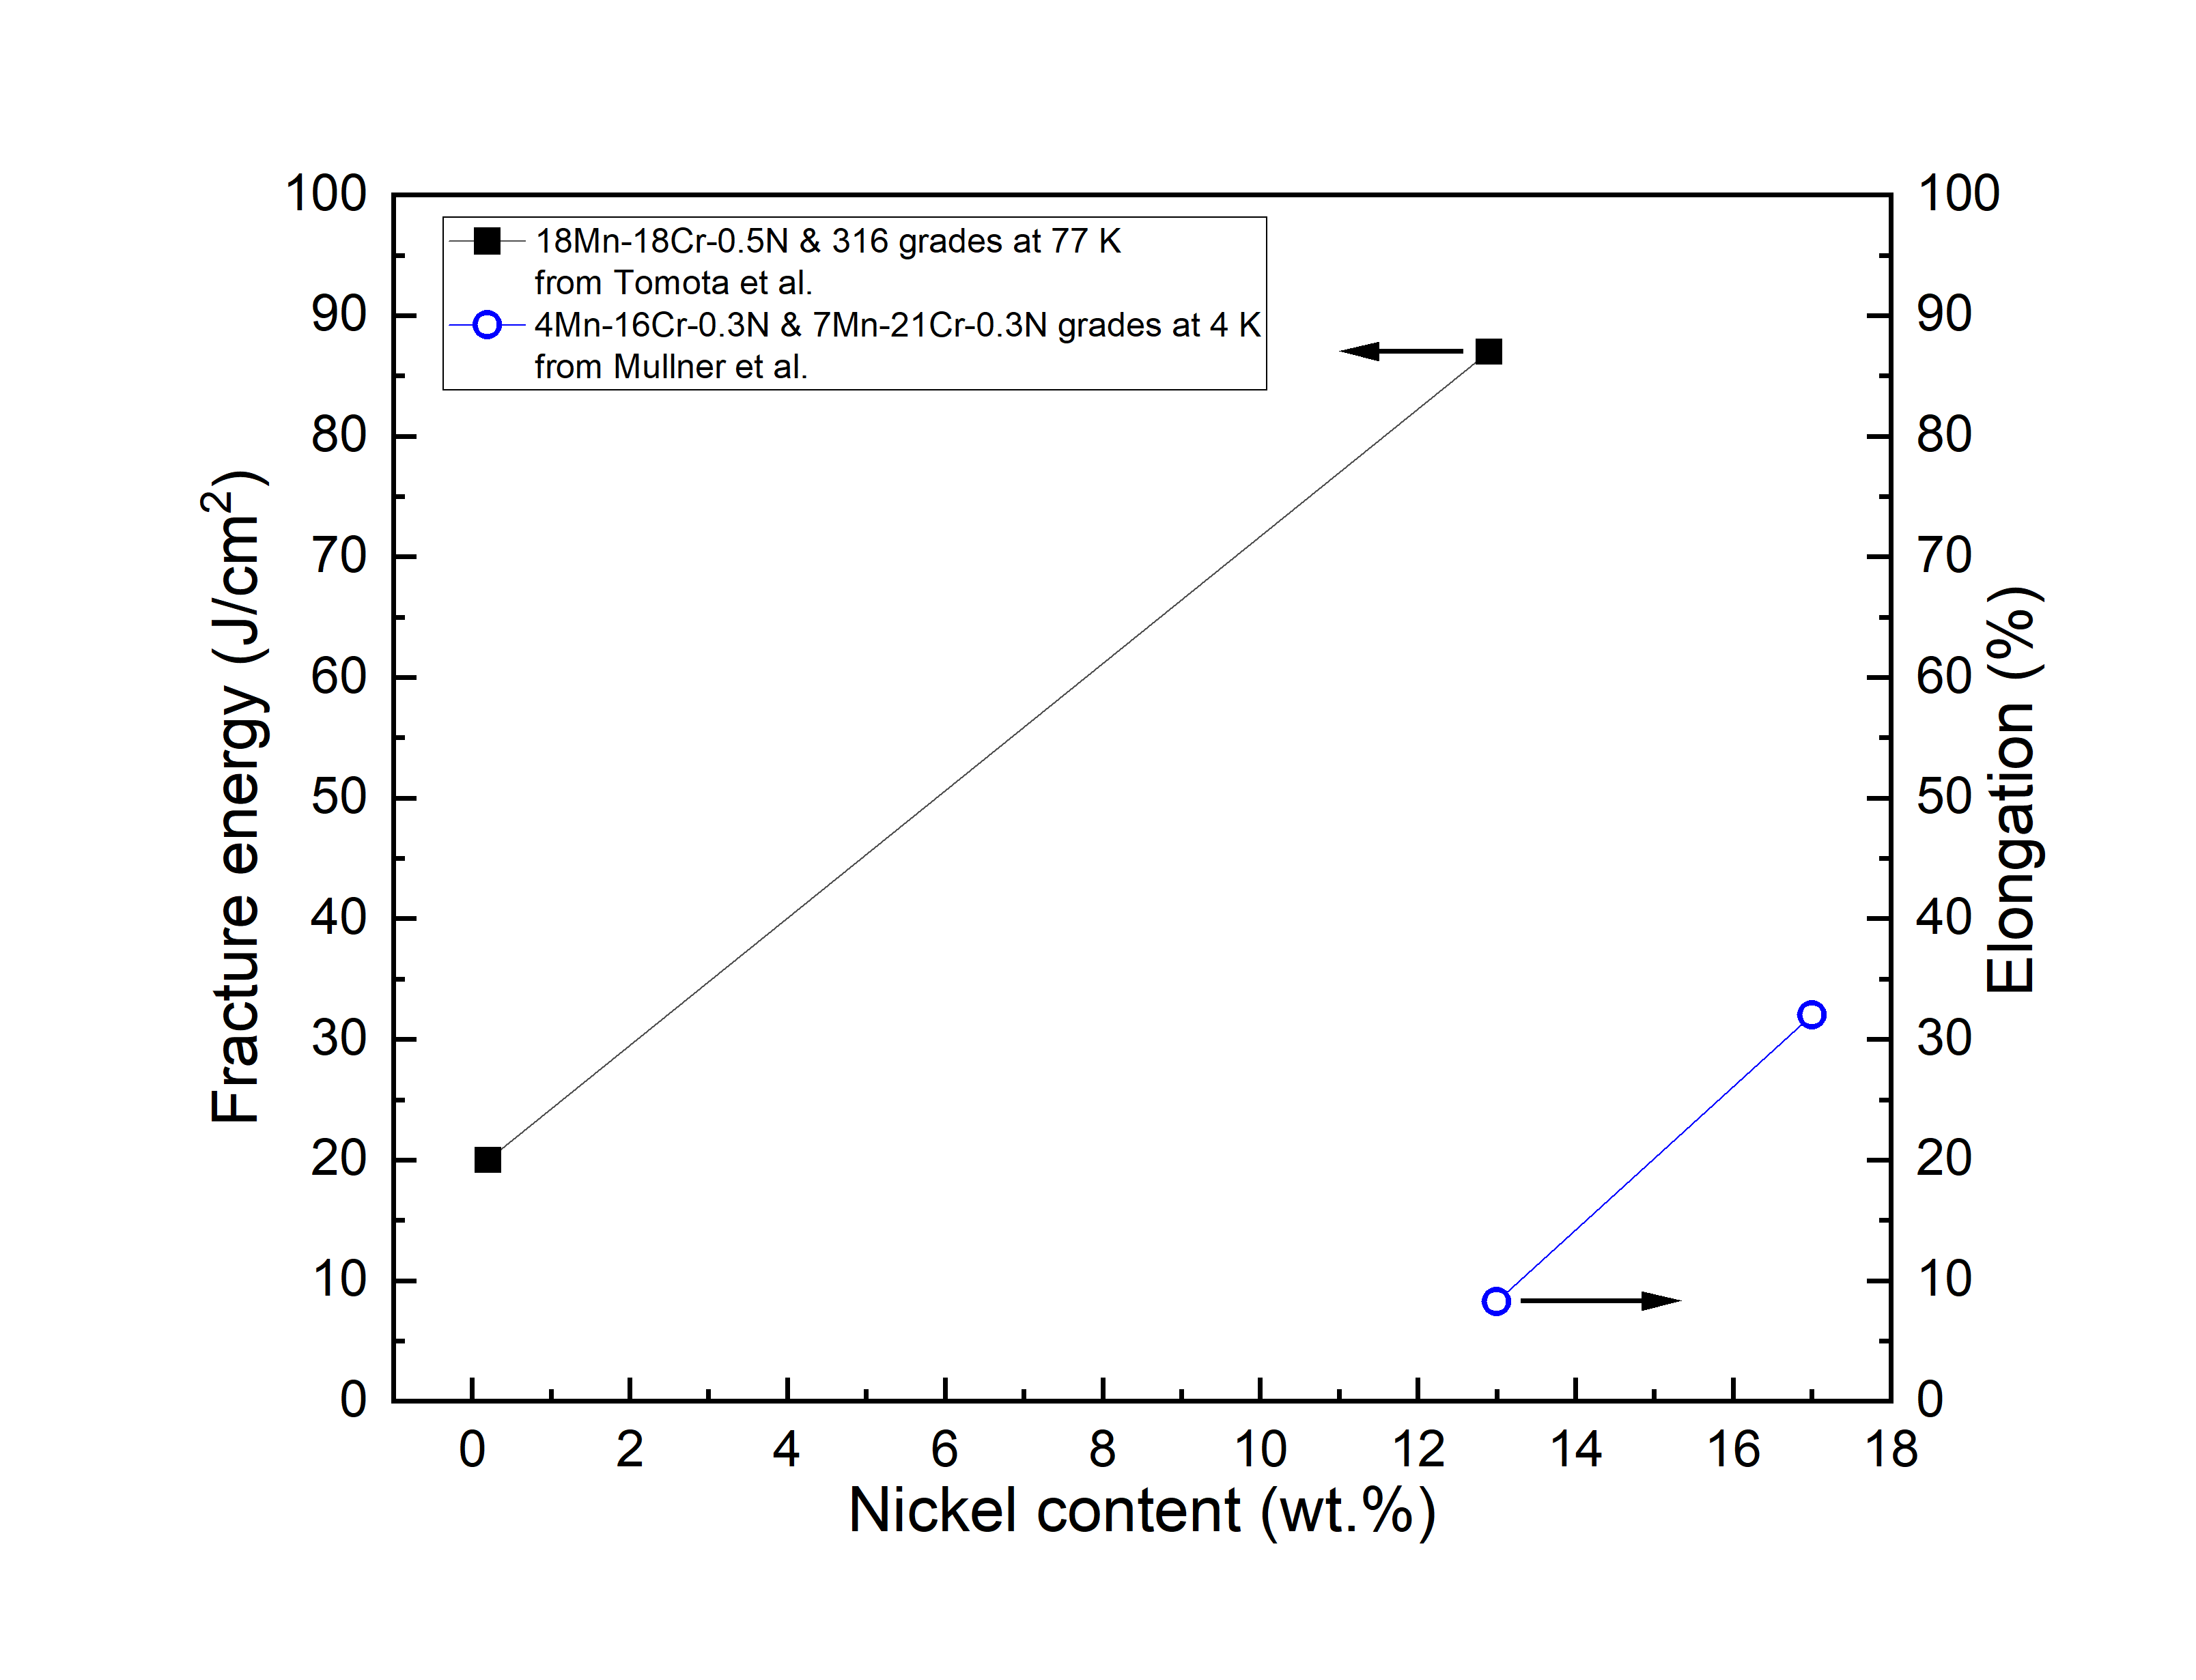 18Mn-18Cr-0.5N & 316 grades at 77 K
from Tomota et al.
4Mn-16Cr-0.3N & 7Mn-21Cr-0.3N grades at 4 K
from Mullner et al.
Fracture energy (J/cm²)
100
90
80
70
60
50
40
30
20
10
0
Elongation (%)
100
90
80
70
60
50
40
30
20
10
0
0 2 4 6 8 10 12 14 16 18
Nickel content (wt.%)